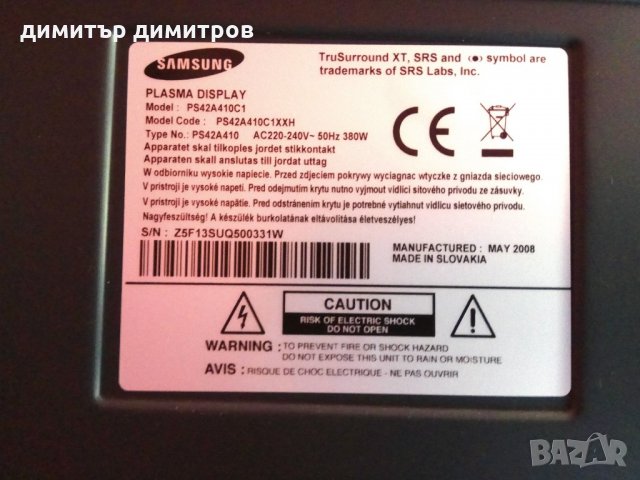 димитър димитров
SAMSUNG
TruSurround XT, SRS and (●) symbol are
trademarks of SRS Labs, Inc.
PLASMA DISPLAY
Model : PS42A410C1
Model Code : PS42A410C1XXH
Type No.: PS42A410 AC220-240V~ 50Hz 380W
Apparatet skal tilkoples jordet stikkontakt
Apparaten skall anslutas till jordat uttag
W odbiorniku wysokie napiecie. Przed zdjeciem pokrywy wyciagnac wtyczke z gniazda sieciowego.
V pristroji je vysoké napetí. Pred odejmutím krytu nutno vyjmout vidlici sítového prívodu ze zásuvky.
V prístroji je vysoké napätie. Pred odstránením krytu je potrebné vytiahnut vidlicu sietového prívodu.
Nagyfeszültség! A készülék burkolatának eltávolítása életveszélyes!
S/N : Z5F13SUQ500331W
MANUFACTURED : MAY 2008
MADE IN SLOVAKIA
CAUTION
RISK OF ELECTRIC SHOCK
DO NOT OPEN
WARNING : TO PREVENT FIRE OR SHOCK HAZARD
DO NOT EXPOSE THIS UNIT TO RAIN OR MOISTURE
AVIS : RISQUE DE CHOC ELECTRIQUE - NE PAS OUVRIR
BAZAR